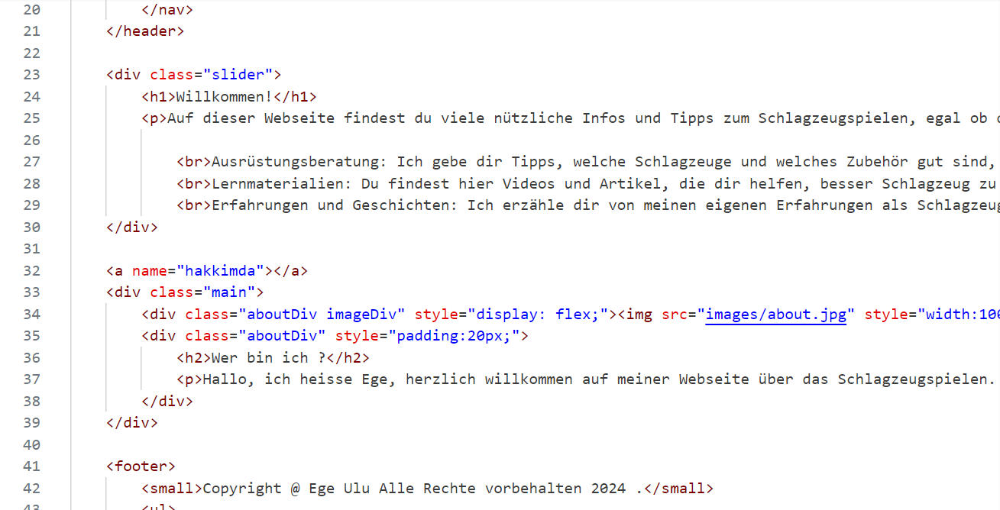 20 </nav>
21 </header>
22
23 <div class="slider">
24 <h1>Willkommen!</h1>
25 <p>Auf dieser Webseite findest du viele nützliche Infos und Tipps zum Schlagzeugspielen, egal ob
26
27 <br>Ausrüstungsberatung: Ich gebe dir Tipps, welche Schlagzeuge und welches Zubehör gut sind,
28 <br>Lernmaterialien: Du findest hier Videos und Artikel, die dir helfen, besser Schlagzeug zu
29 <br>Erfahrungen und Geschichten: Ich erzähle dir von meinen eigenen Erfahrungen als Schlagzeug
30 </div>
31
32 <a name="hakkimda"></a>
33 <div class="main">
34 <div class="aboutDiv imageDiv" style="display: flex;"><img src="images/about.jpg" style="width:100
35 <div class="aboutDiv" style="padding:20px;">
36 <h2>Wer bin ich ?</h2>
37 <p>Hallo, ich heisse Ege, herzlich willkommen auf meiner Webseite über das Schlagzeugspielen.
38 </div>
39 </div>
40
41 <footer>
42 <small>Copyright @ Ege Ulu Alle Rechte vorbehalten 2024 .</small>
43 <ul>